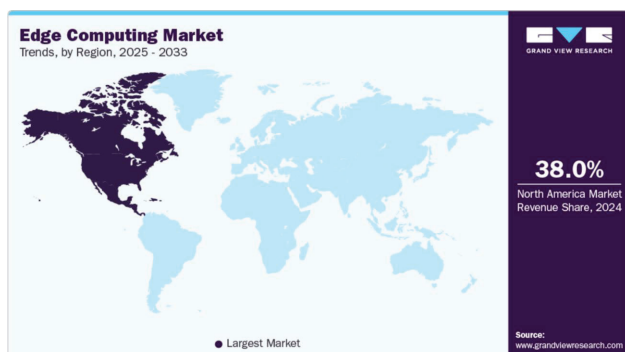 Edge Computing Market
Trends, by Region, 2025 - 2033
GRAND VIEW RESEARCH
38.0%
North America Market
Revenue Share, 2024
Largest Market
Source:
www.grandviewresearch.com